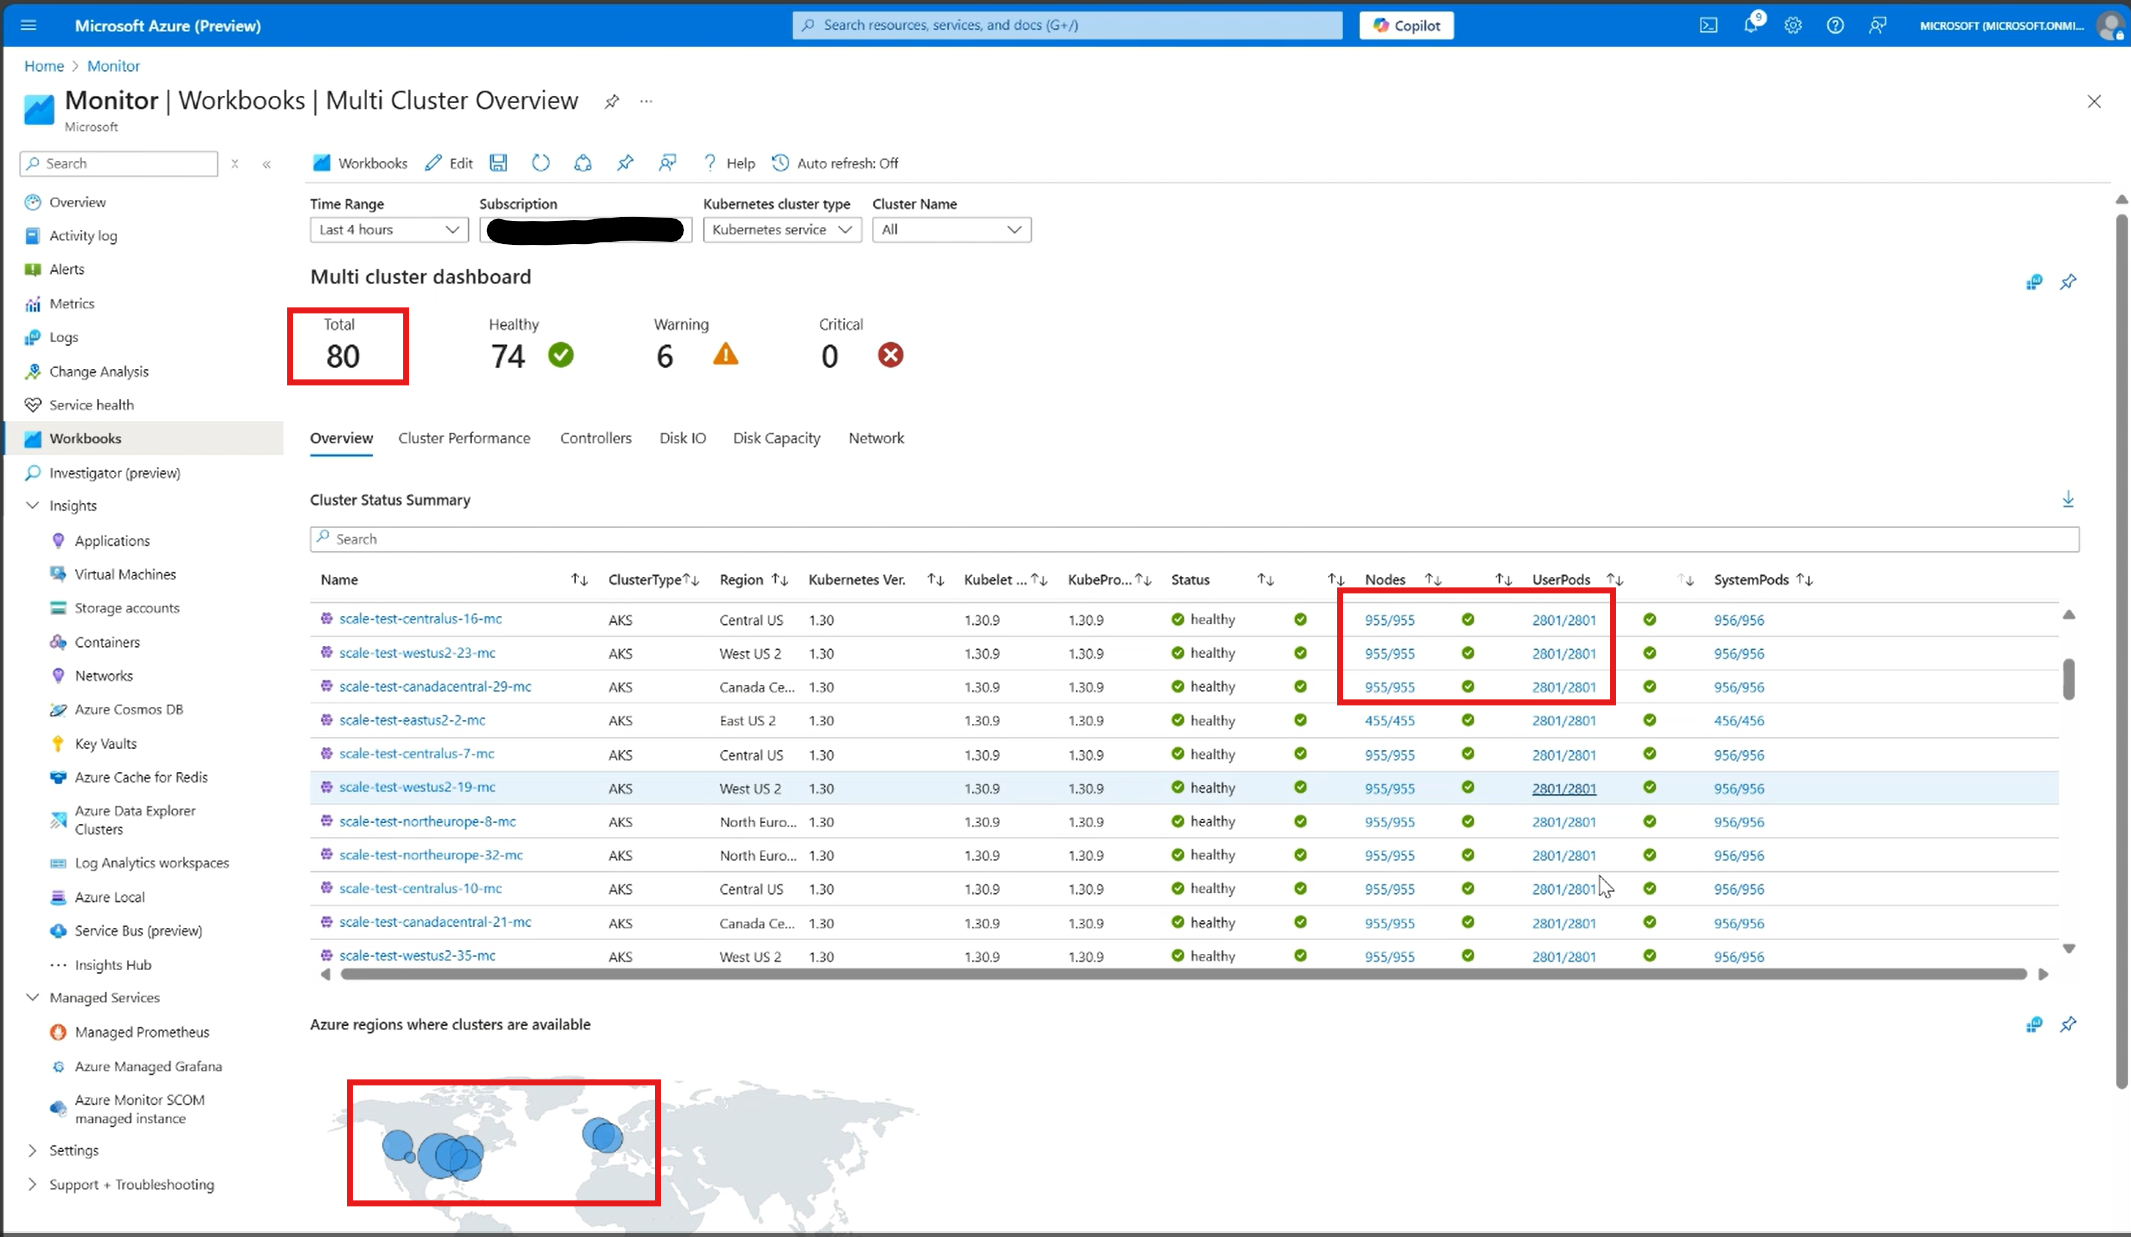 Microsoft Azure (Preview)
Search resources, services, and docs (G+/)
Copilot
9
MICROSOFT (MICROSOFT.ONMI...
Home > Monitor
Monitor | Workbooks | Multi Cluster Overview
Microsoft
Search
Overview
Activity log
Alerts
Metrics
Logs
Change Analysis
Service health
Workbooks
Investigator (preview)
Insights
Applications
Virtual Machines
Storage accounts
Containers
Networks
Azure Cosmos DB
Key Vaults
Azure Cache for Redis
Azure Data Explorer
Clusters
Log Analytics workspaces
Azure Local
Service Bus (preview)
Insights Hub
Managed Services
Managed Prometheus
Azure Managed Grafana
Azure Monitor SCOM
managed instance
Settings
Support + Troubleshooting
Workbooks Edit Help Auto refresh: Off
Time Range Subscription Kubernetes cluster type Cluster Name
Last 4 hours Kubernetes service All
Multi cluster dashboard
Total Healthy Warning Critical
80 74 6 0
Overview Cluster Performance Controllers Disk IO Disk Capacity Network
Cluster Status Summary
Search
Name ClusterType Region Kubernetes Ver. Kubelet ... KubePro... Status Nodes UserPods SystemPods
scale-test-centralus-16-mc AKS Central US 1.30 1.30.9 1.30.9 healthy 955/955 2801/2801 956/956
scale-test-westus2-23-mc AKS West US 2 1.30 1.30.9 1.30.9 healthy 955/955 2801/2801 956/956
scale-test-canadacentral-29-mc AKS Canada Ce... 1.30 1.30.9 1.30.9 healthy 955/955 2801/2801 956/956
scale-test-eastus2-2-mc AKS East US 2 1.30 1.30.9 1.30.9 healthy 455/455 2801/2801 456/456
scale-test-centralus-7-mc AKS Central US 1.30 1.30.9 1.30.9 healthy 955/955 2801/2801 956/956
scale-test-westus2-19-mc AKS West US 2 1.30 1.30.9 1.30.9 healthy 955/955 2801/2801 956/956
scale-test-northeurope-8-mc AKS North Euro... 1.30 1.30.9 1.30.9 healthy 955/955 2801/2801 956/956
scale-test-northeurope-32-mc AKS North Euro... 1.30 1.30.9 1.30.9 healthy 955/955 2801/2801 956/956
scale-test-centralus-10-mc AKS Central US 1.30 1.30.9 1.30.9 healthy 955/955 2801/2801 956/956
scale-test-canadacentral-21-mc AKS Canada Ce... 1.30 1.30.9 1.30.9 healthy 955/955 2801/2801 956/956
scale-test-westus2-35-mc AKS West US 2 1.30 1.30.9 1.30.9 healthy 955/955 2801/2801 956/956
Azure regions where clusters are available